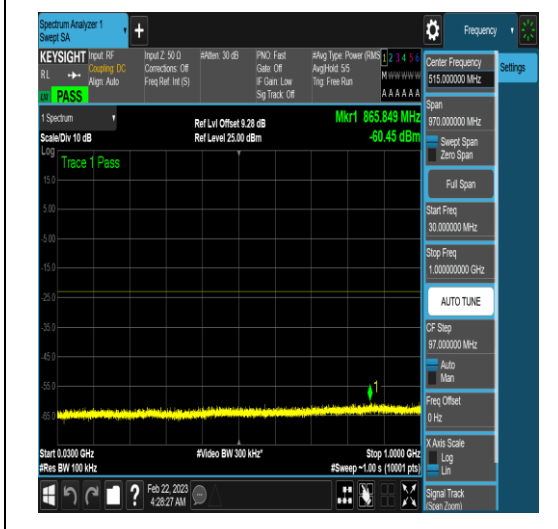 Spectrum Analyzer 1
Swept SA
+
Frequency
KEYSIGHT
RL
Input: RF
Coupling: DC
Align: Auto
Input Z: 50 Ω
Corrections: Off
Freq Ref: Int (S)
#Atten: 30 dB
PNO: Fast
Gate: Off
IF Gain: Low
Sig Track: Off
#Avg Type: Power (RMS
Avg|Hold: 5/5
Trig: Free Run
1 2 3 4 5 6
M W W W W W
A A A A A A
PASS
1 Spectrum
Scale/Div 10 dB
Ref Lvl Offset 9.28 dB
Ref Level 25.00 dBm
Mkr1 865.849 MHz
-60.45 dBm
Log
Trace 1 Pass
15.0
5.00
-5.00
-15.0
-25.0
-35.0
-45.0
-55.0
-65.0
1
Start 0.0300 GHz
#Res BW 100 kHz
#Video BW 300 kHz*
Stop 1.0000 GHz
#Sweep ~1.00 s (10001 pts)
?
Feb 22, 2023
4:28:27 AM
Center Frequency
515.000000 MHz
Span
970.000000 MHz
Swept Span
Zero Span
Full Span
Start Freq
30.000000 MHz
Stop Freq
1.000000000 GHz
AUTO TUNE
CF Step
97.000000 MHz
Auto
Man
Freq Offset
0 Hz
X Axis Scale
Log
Lin
Signal Track
(Span Zoom)
Settings